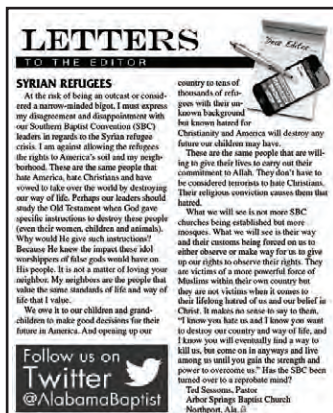 LETTERS
TO THE EDITOR
Dear Editor
SYRIAN REFUGEES
At the risk of being an outcast or consid-
ered a narrow-minded bigot, I must express
my disagreement and disappointment with
our Southern Baptist Convention (SBC)
leaders in regards to the Syrian refugee
crisis. I am against allowing the refugees
the rights to America's soil and my neigh-
borhood. These are the same people that
hate America, hate Christians and have
vowed to take over the world by destroying
our way of life. Perhaps our leaders should
study the Old Testament when God gave
specific instructions to destroy these people
(even their women, children and animals).
Why would He give such instructions?
Because He knew the impact these idol
worshippers of false gods would have on
His people. It is not a matter of loving your
neighbor. My neighbors are the people that
value the same standards of life and way of
life that I value.
We owe it to our children and grand-
children to make good decisions for their
future in America. And opening up our
country to tens of
thousands of refu-
gees with their un-
known background
but known hatred for
Christianity and America will destroy any
future our children may have.
These are the same people that are will-
ing to give their lives to carry out their
commitment to Allah. They don't have to
be considered terrorists to hate Christians.
Their religious conviction causes them that
hatred.
What we will see is not more SBC
churches being established but more
mosques. What we will see is their way
and their customs being forced on us to
either observe or make way for us to give
up our rights to observe their rights. They
are victims of a more powerful force of
Muslims within their own country but
they are not victims when it comes to
their lifelong hatred of us and our belief in
Christ. It makes no sense to say to them,
"I know you hate us and I know you want
to destroy our country and way of life, and
I know you will eventually find a way to
kill us, but come on in anyways and live
among us until you gain the strength and
power to overcome us." Has the SBC been
turned over to a reprobate mind?
Ted Sessoms, Pastor
Arbor Springs Baptist Church
Northport, Ala.
Follow us on
Twitter
@AlabamaBaptist